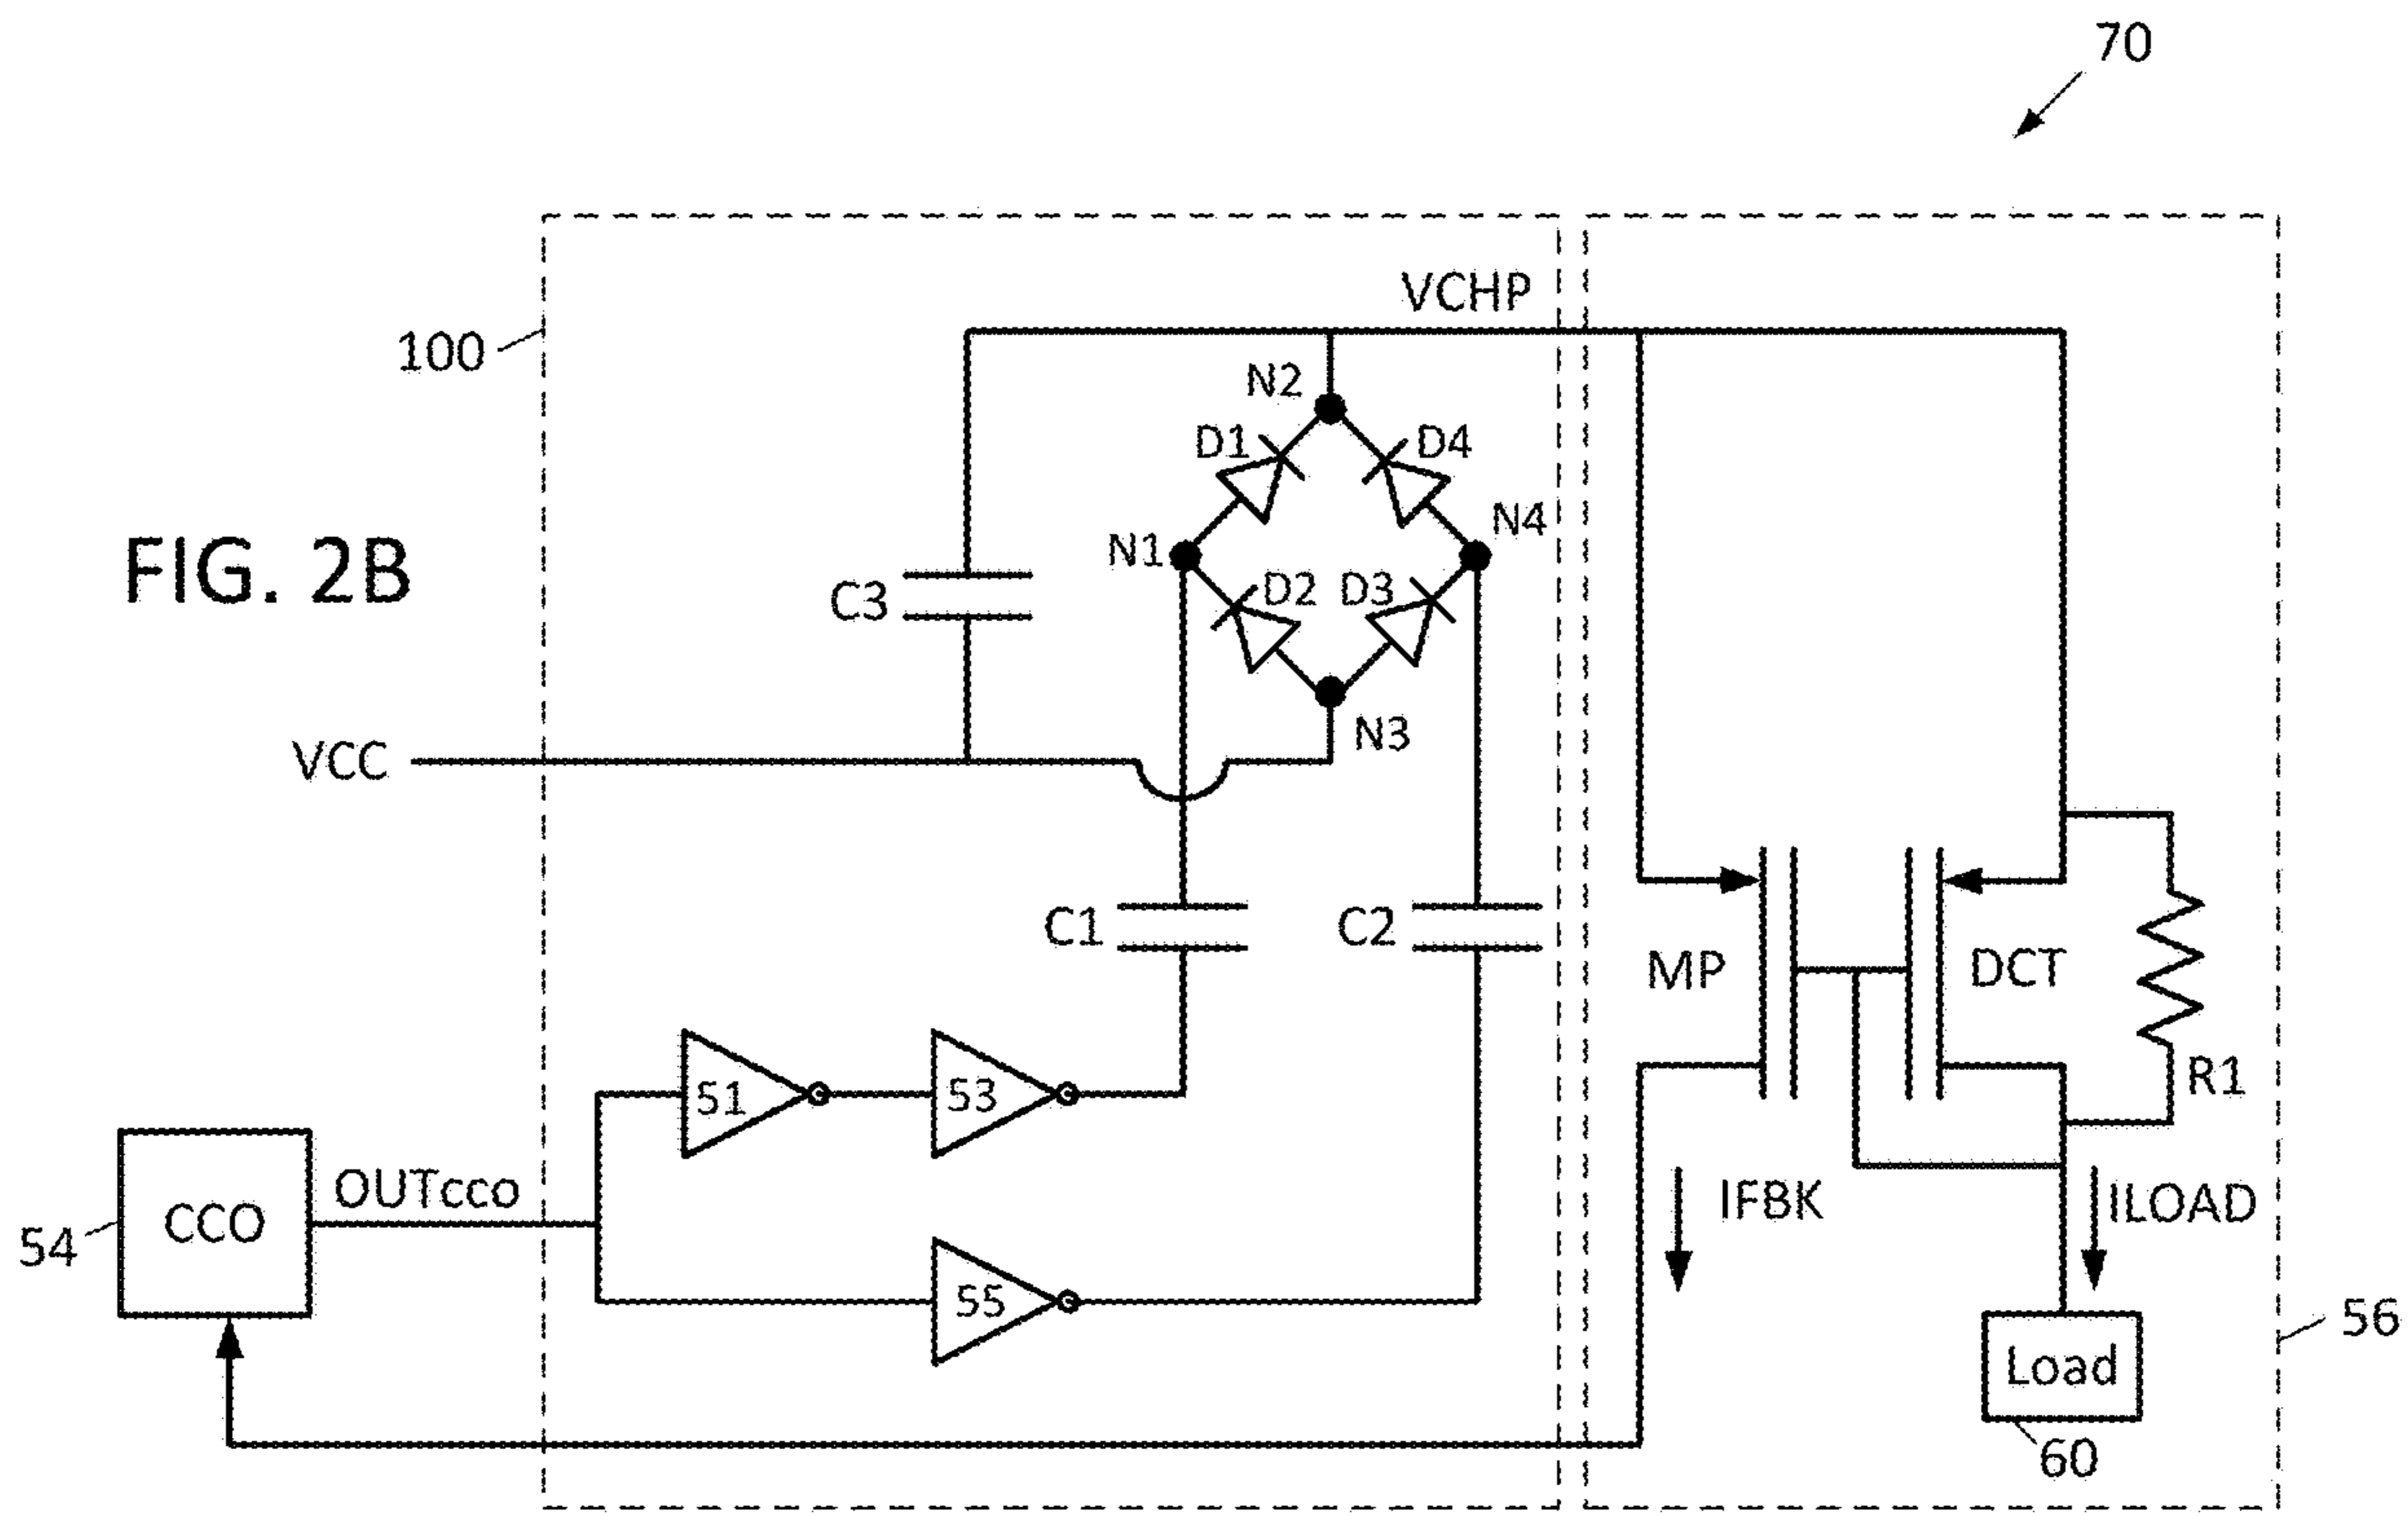 70
VCHP
100
N2
D1
D4
N4
N1
D2
D3
C3
FIG. 2B
N3
VCC
C1
C2
MP
DCT
R1
51
53
CCO
OUTcco
54
IFBK
ILOAD
55
56
Load
60